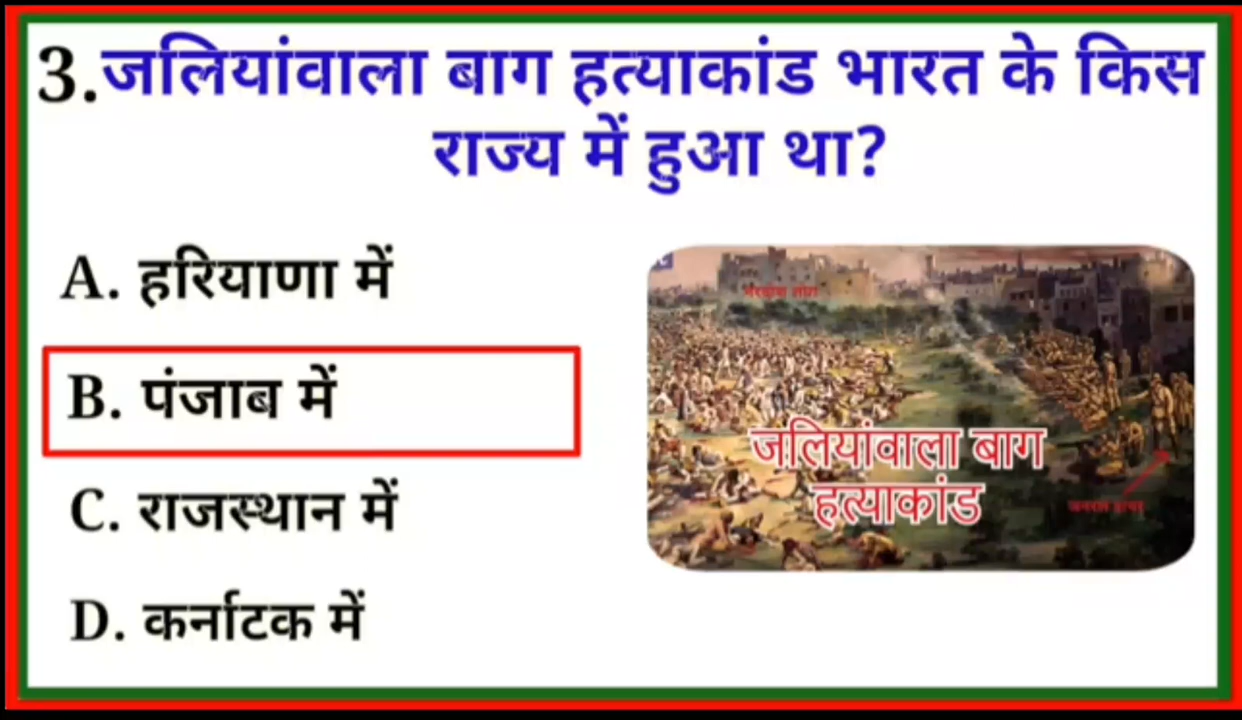 3.जलियांवाला बाग हत्याकांड भारत के किस
राज्य में हुआ था?
A. हरियाणा में
B. पंजाब में
C. राजस्थान में
D. कर्नाटक में
जलियांवाला बाग
हत्याकांड